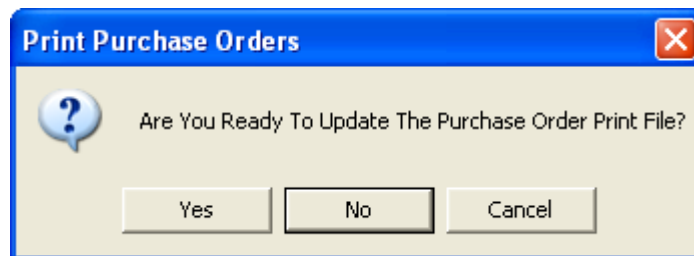 Print Purchase Orders
Are You Ready To Update The Purchase Order Print File?
Yes No Cancel